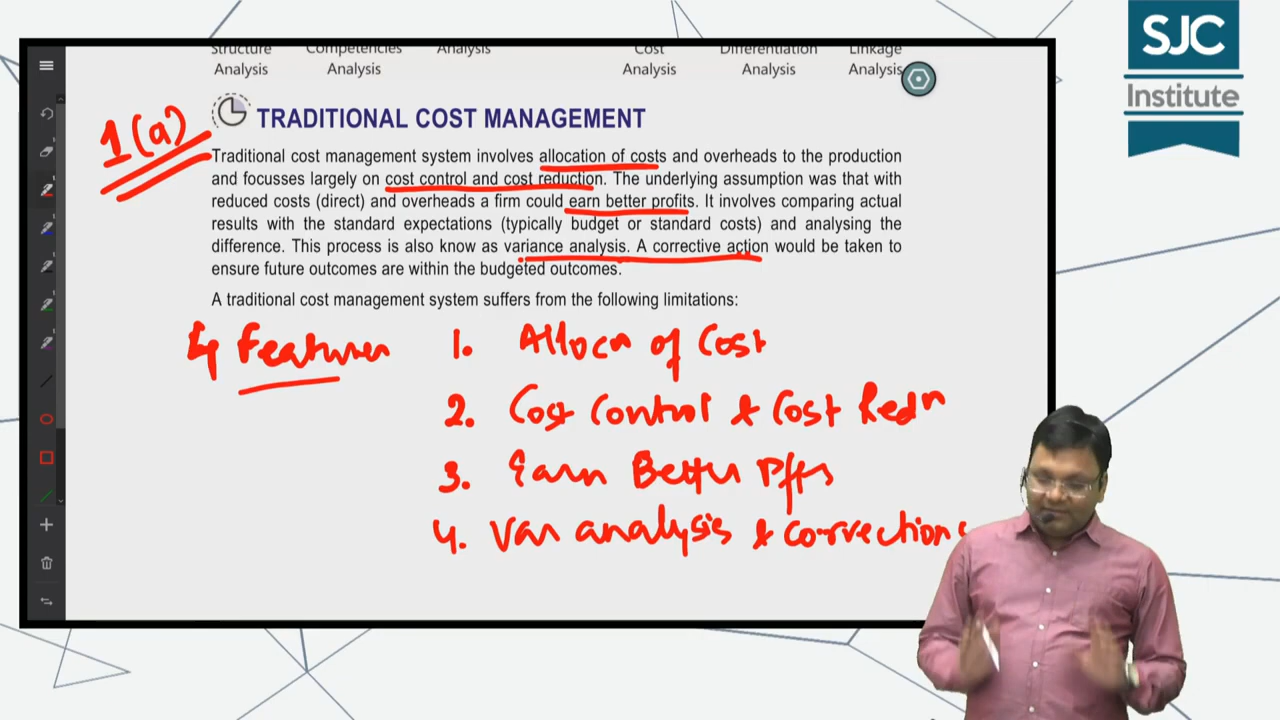 Structure Competencies Analysis Cost Differentiation Linkage
Analysis Analysis Analysis Analysis Analysis
1(a)
TRADITIONAL COST MANAGEMENT
Traditional cost management system involves allocation of costs and overheads to the production
and focusses largely on cost control and cost reduction. The underlying assumption was that with
reduced costs (direct) and overheads a firm could earn better profits. It involves comparing actual
results with the standard expectations (typically budget or standard costs) and analysing the
difference. This process is also know as variance analysis. A corrective action would be taken to
ensure future outcomes are within the budgeted outcomes.
A traditional cost management system suffers from the following limitations:
Features
1. Allocn of Cost
2. Cost Control & Cost Redn
3. Earn Better Pffs
4. Var analysis & corrections
SJC
Institute